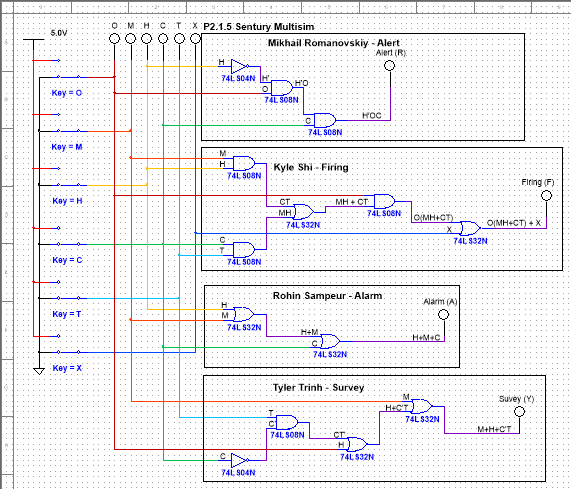 O M H C T X P2.1.5 Sentury Multisim
5.0V
Key = O
Key = M
Key = H
Key = C
Key = T
Key = X
Mikhail Romanovskiy - Alert
Alert (R)
H
74LS04N
H'
O
H'O
74LS08N
C
H'OC
74LS08N
Kyle Shi - Firing
Firing (F)
M
H
74LS08N
CT
MH
74LS32N
MH + CT
74LS08N
O(MH+CT)
X
O(MH+CT) + X
74LS32N
C
T
74LS08N
Rohin Sampeur - Alarm
Alarm (A)
H
M
74LS32N
H+M
C
H+M+C
74LS32N
Tyler Trinh - Survey
Suvey (Y)
M
H+C'T
74LS32N
M+H+C'T
T
C'
74LS08N
CT'
H
74LS32N
C
74LS04N